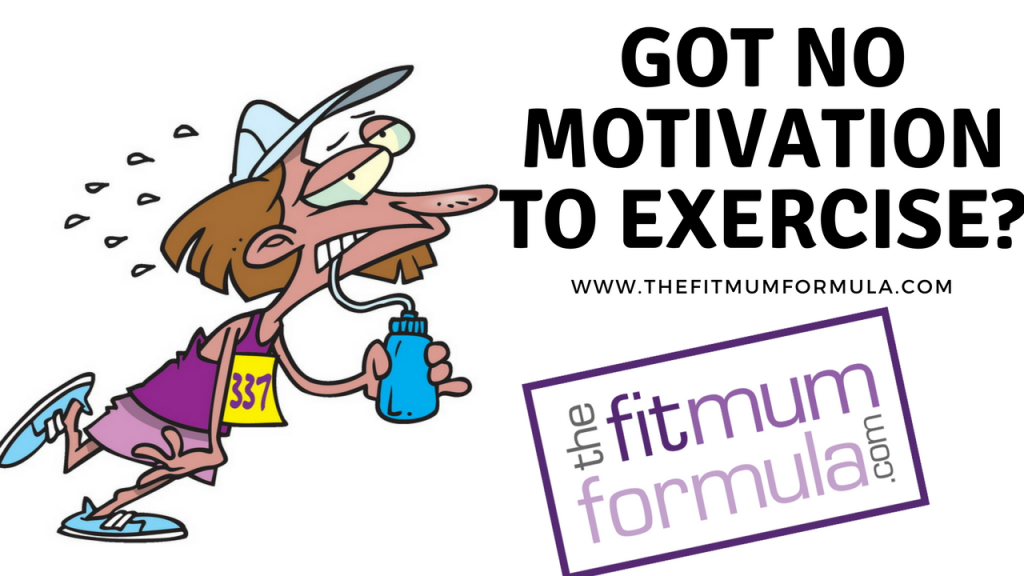 GOT NO
MOTIVATION
TO EXERCISE?
WWW.THEFITMUMFORMULA.COM
337
the fitmum
formula.com